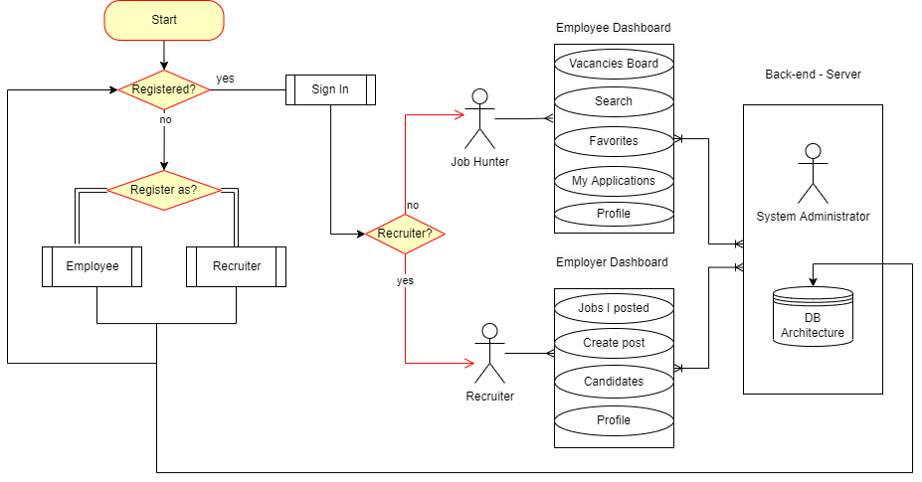 Start
Registered?
yes
no
Sign In
Register as?
Employee
Recruiter
Recruiter?
no
yes
Job Hunter
Recruiter
Employee Dashboard
Vacancies Board
Search
Favorites
My Applications
Profile
Employer Dashboard
Jobs I posted
Create post
Candidates
Profile
Back-end - Server
System Administrator
DB
Architecture